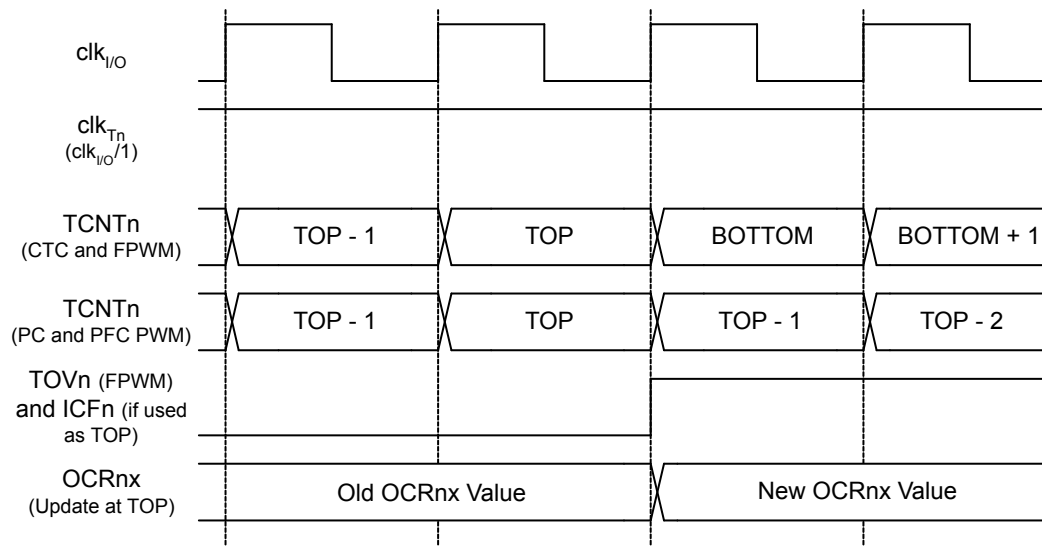 clkI/O
clkTn
(clkI/O/1)
TCNTn
(CTC and FPWM)
TOP - 1 TOP BOTTOM BOTTOM + 1
TCNTn
(PC and PFC PWM)
TOP - 1 TOP TOP - 1 TOP - 2
TOVn (FPWM)
and ICFn (if used
as TOP)
OCRnx
(Update at TOP)
Old OCRnx Value New OCRnx Value